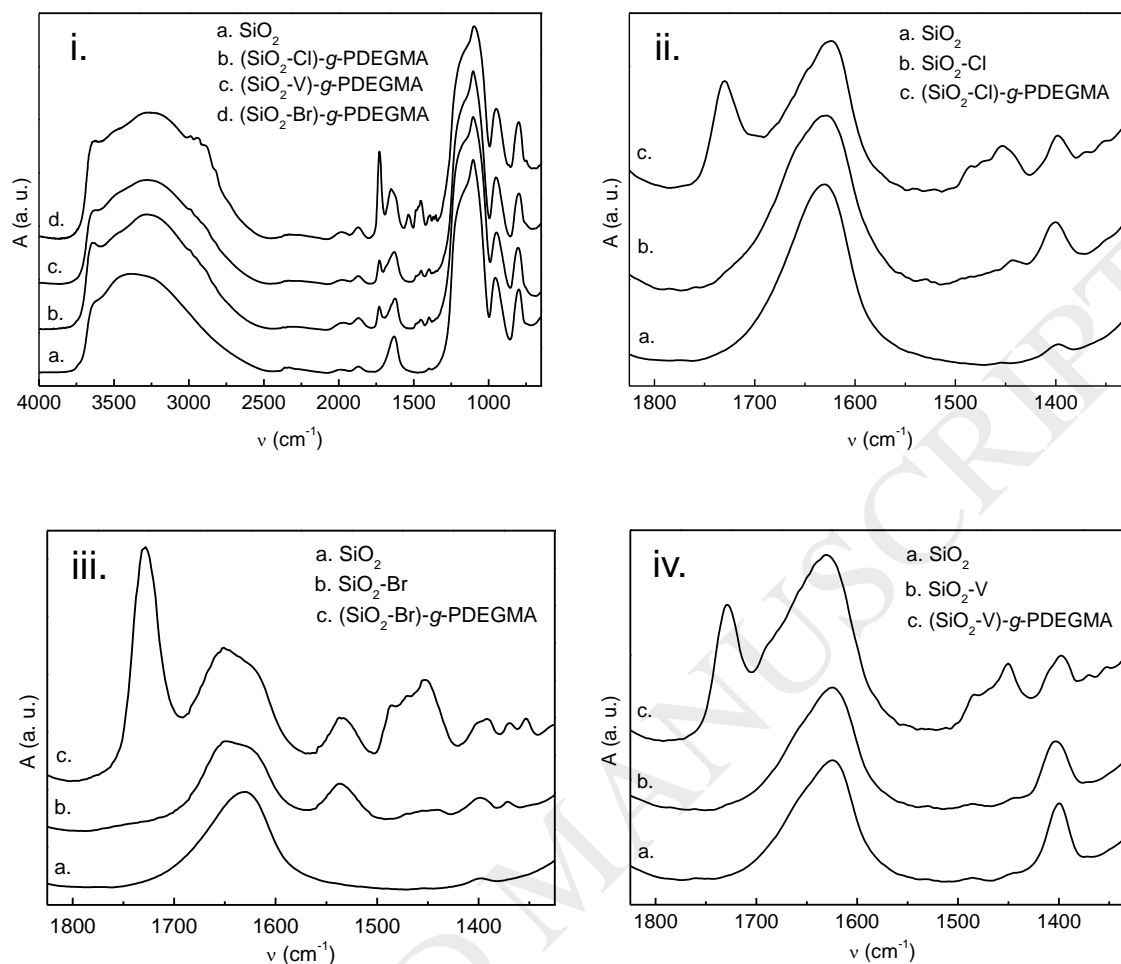 i.
a. SiO₂
b. (SiO₂-Cl)-g-PDEGMA
c. (SiO₂-V)-g-PDEGMA
d. (SiO₂-Br)-g-PDEGMA
A (a. u.)
d.
c.
b.
a.
4000 3500 3000 2500 2000 1500 1000
ν (cm⁻¹)
ii.
a. SiO₂
b. SiO₂-Cl
c. (SiO₂-Cl)-g-PDEGMA
A (a. u.)
c.
b.
a.
1800 1700 1600 1500 1400
ν (cm⁻¹)
iii.
a. SiO₂
b. SiO₂-Br
c. (SiO₂-Br)-g-PDEGMA
A (a. u.)
c.
b.
a.
1800 1700 1600 1500 1400
ν (cm⁻¹)
iv.
a. SiO₂
b. SiO₂-V
c. (SiO₂-V)-g-PDEGMA
A (a. u.)
c.
b.
a.
1800 1700 1600 1500 1400
ν (cm⁻¹)
D MANUSCRIPT